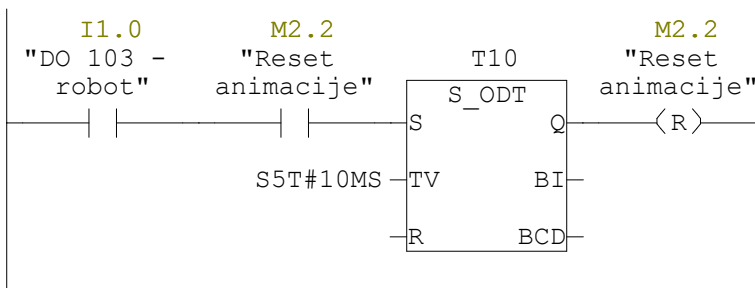 I1.0
"DO 103 -
robot"
M2.2
"Reset
animacije"
T10
S_ODT
S
Q
S5T#10MS
TV
BI
R
BCD
M2.2
"Reset
animacije"
R